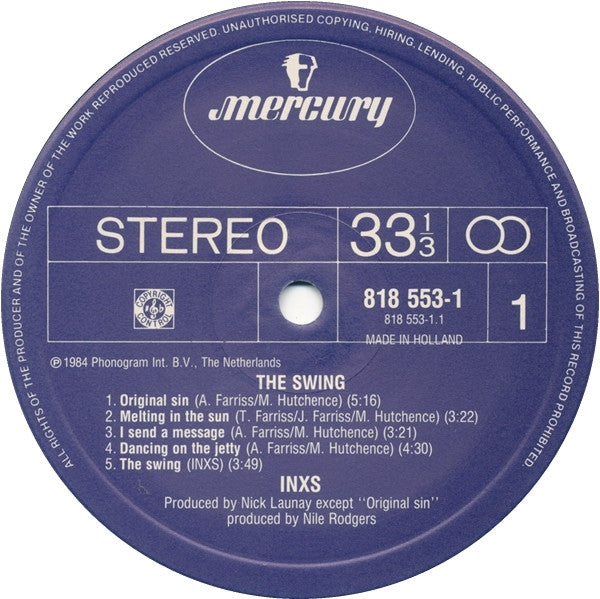 ALL RIGHTS OF THE PRODUCER AND OF THE OWNER OF THE WORK REPRODUCED RESERVED. UNAUTHORISED COPYING, HIRING, LENDING, PUBLIC PERFORMANCE AND BROADCASTING OF THIS RECORD PROHIBITED
mercury
STEREO 33 1/3
818 553-1 1
COPYRIGHT CONTROL 818 553-1.1
MADE IN HOLLAND
℗ 1984 Phonogram Int. B.V., The Netherlands
THE SWING
1. Original sin (A. Farriss/M. Hutchence) (5:16)
2. Melting in the sun (T. Farriss/J. Farriss/M. Hutchence) (3:22)
3. I send a message (A. Farriss/M. Hutchence) (3:21)
4. Dancing on the jetty (A. Farriss/M. Hutchence) (4:30)
5. The swing (INXS) (3:49)
INXS
Produced by Nick Launay except ''Original sin''
produced by Nile Rodgers